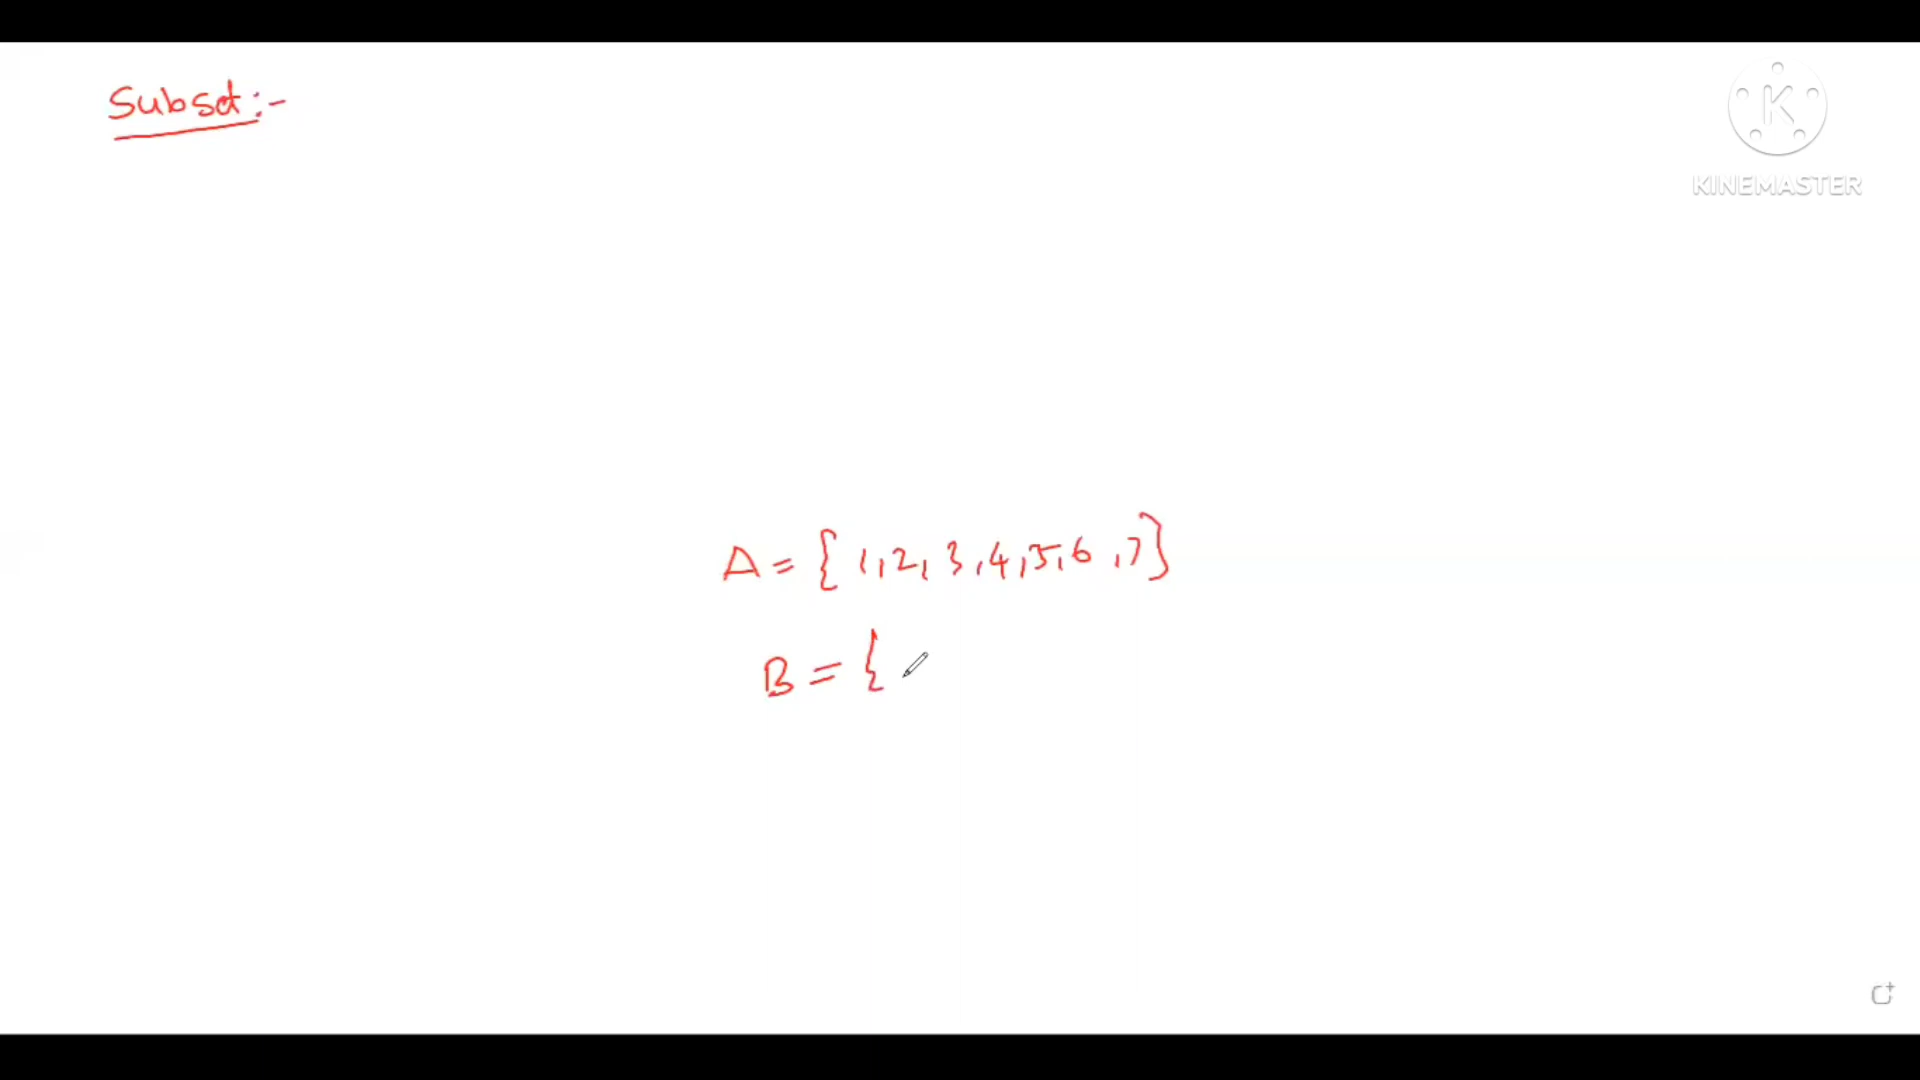 Subset:-
K
KINEMASTER
A = { 1, 2, 3, 4, 5, 6, 7}
B = {